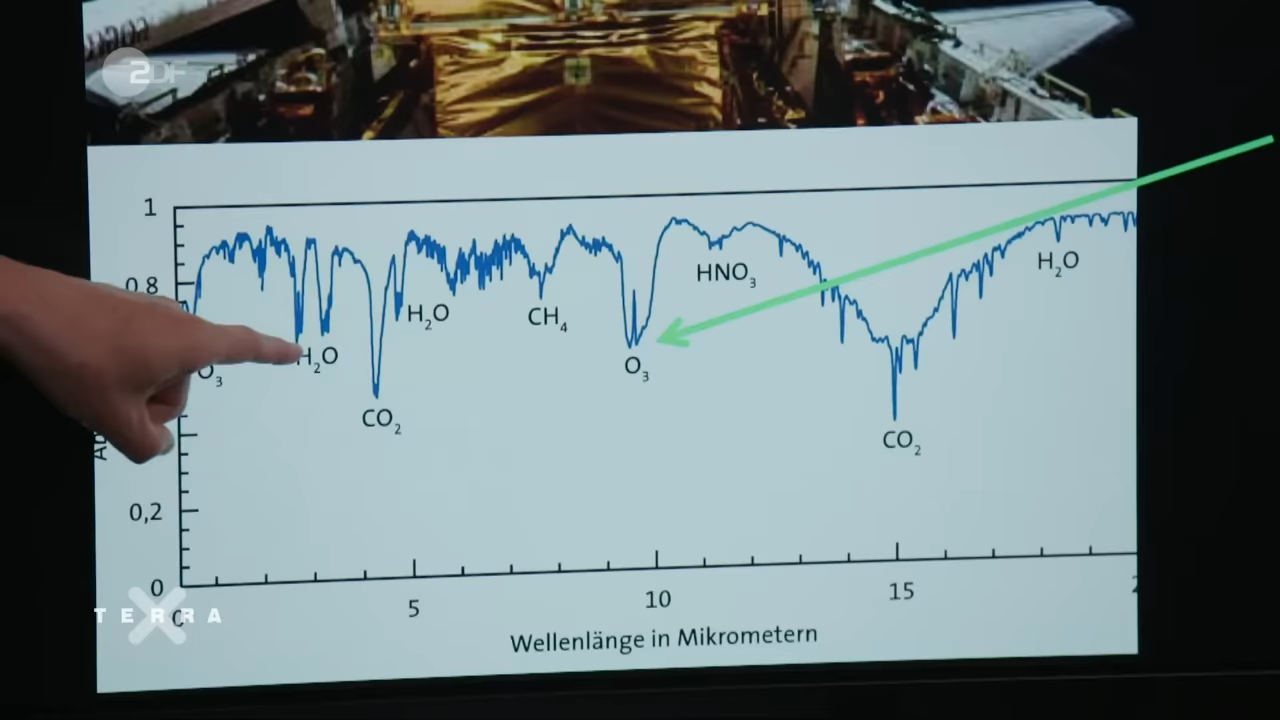 ZDF
1
0,8
H₂O
CH₄
HNO₃
H₂O
O₃
H₂O
O₃
CO₂
CO₂
0,2
0
5
10
15
Wellenlänge in Mikrometern
TERRA X